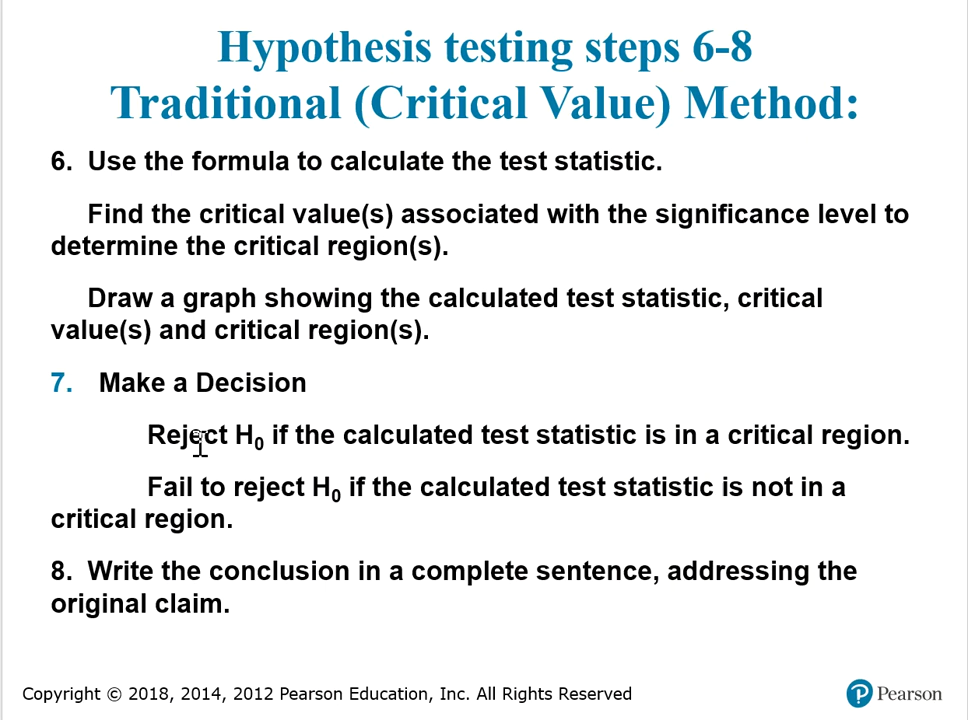 Hypothesis testing steps 6-8
Traditional (Critical Value) Method:
6. Use the formula to calculate the test statistic.
Find the critical value(s) associated with the significance level to
determine the critical region(s).
Draw a graph showing the calculated test statistic, critical
value(s) and critical region(s).
7. Make a Decision
Reject H₀ if the calculated test statistic is in a critical region.
Fail to reject H₀ if the calculated test statistic is not in a
critical region.
8. Write the conclusion in a complete sentence, addressing the
original claim.
Copyright © 2018, 2014, 2012 Pearson Education, Inc. All Rights Reserved
P Pearson